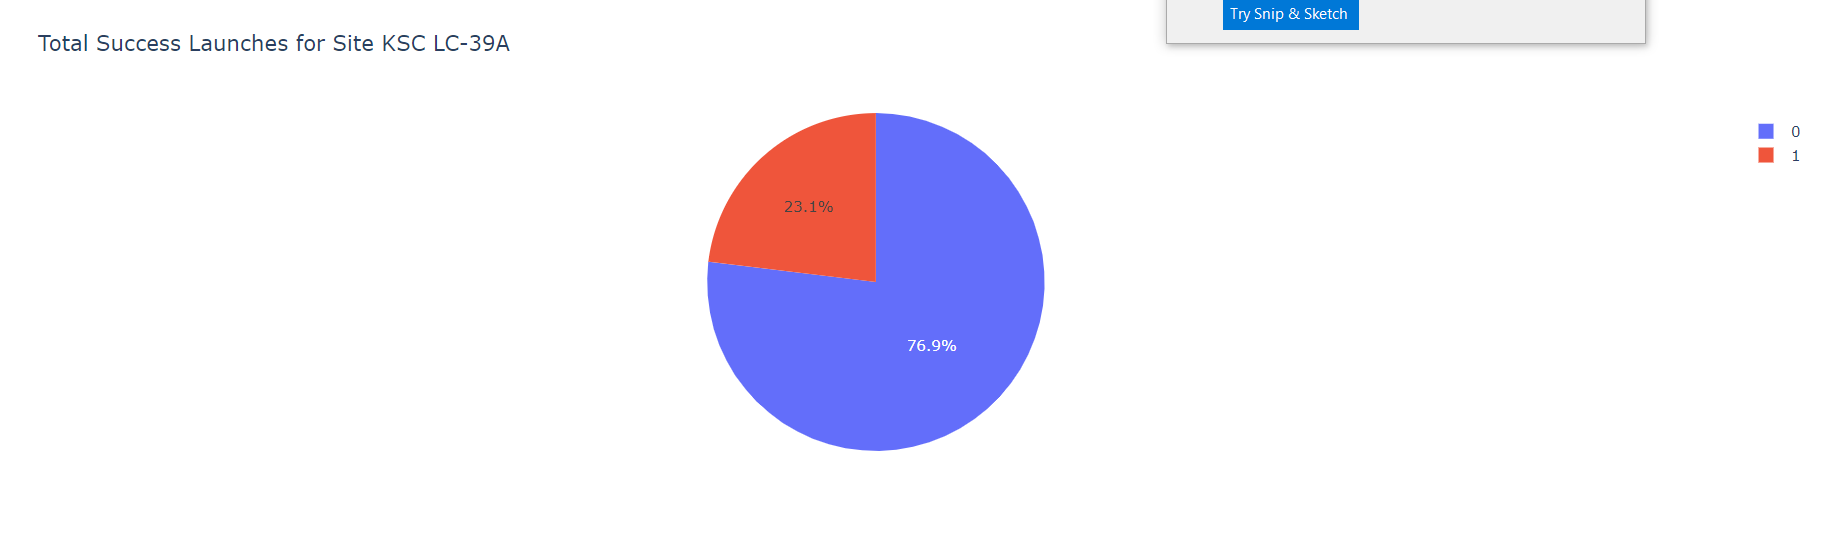 Try Snip & Sketch
Total Success Launches for Site KSC LC-39A
0
1
23.1%
76.9%